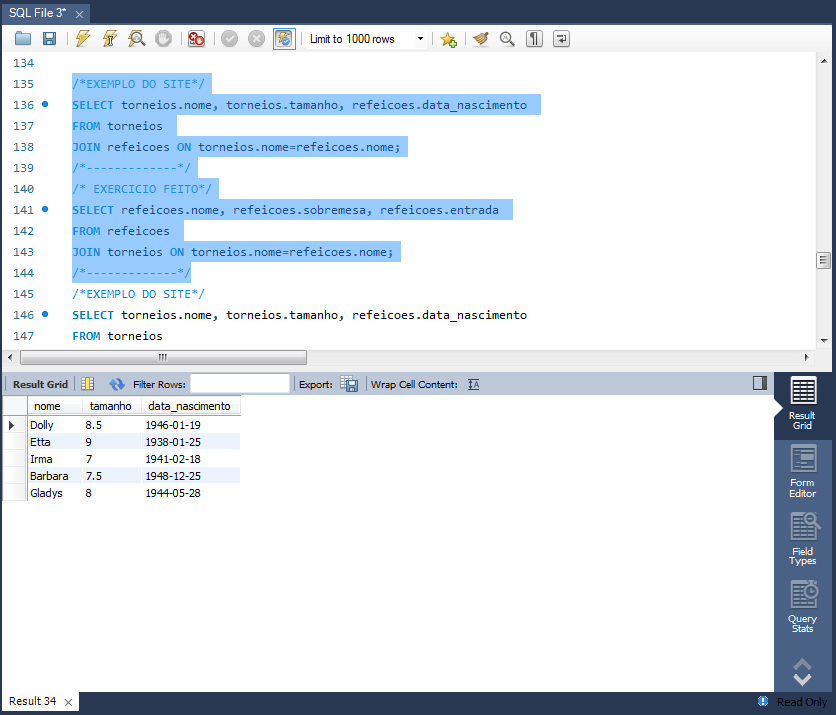 SQL File 3*
Limit to 1000 rows
134
135 /*EXEMPLO DO SITE*/
136 SELECT torneios.nome, torneios.tamanho, refeicoes.data_nascimento
137 FROM torneios
138 JOIN refeicoes ON torneios.nome=refeicoes.nome;
139 /*-------------*/
140 /* EXERCICIO FEITO*/
141 SELECT refeicoes.nome, refeicoes.sobremesa, refeicoes.entrada
142 FROM refeicoes
143 JOIN torneios ON torneios.nome=refeicoes.nome;
144 /*-------------*/
145 /*EXEMPLO DO SITE*/
146 SELECT torneios.nome, torneios.tamanho, refeicoes.data_nascimento
147 FROM torneios
Result Grid Filter Rows: Export: Wrap Cell Content: IA
nome tamanho data_nascimento
Dolly 8.5 1946-01-19
Etta 9 1938-01-25
Irma 7 1941-02-18
Barbara 7.5 1948-12-25
Gladys 8 1944-05-28
Result
Grid
Form
Editor
Field
Types
Query
Stats
Result 34
Read Only